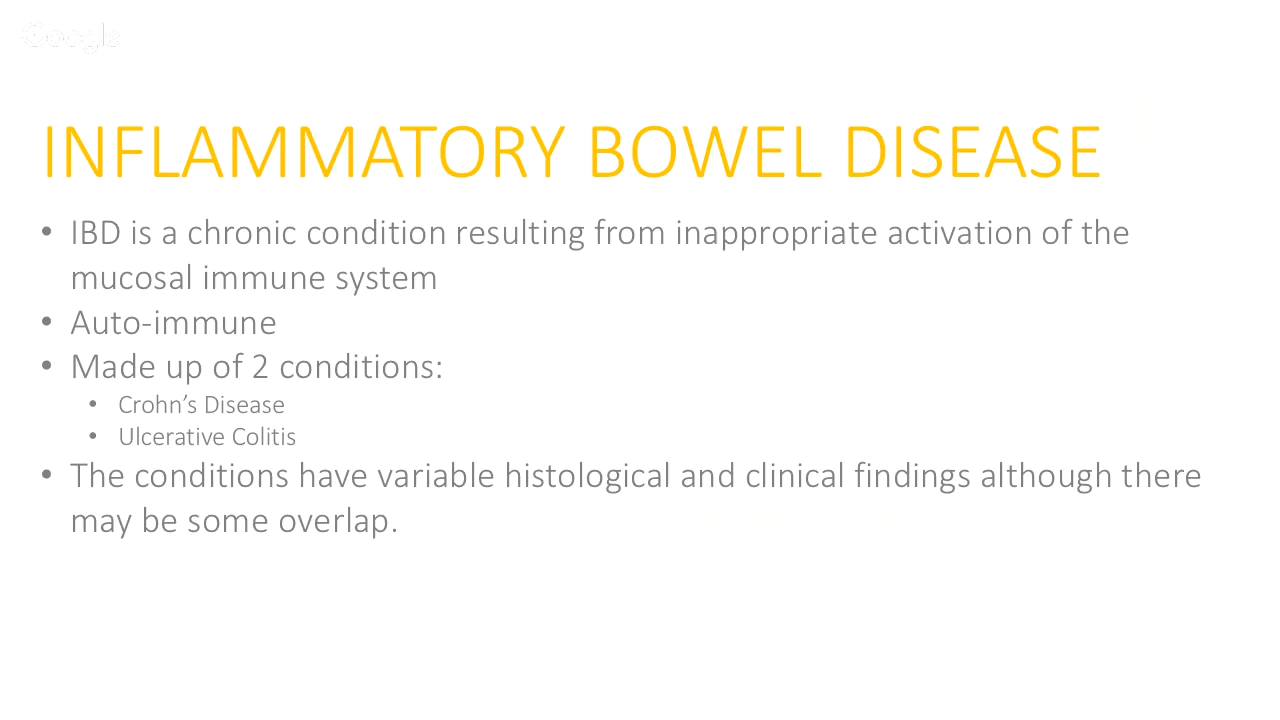 Google
INFLAMMATORY BOWEL DISEASE
• IBD is a chronic condition resulting from inappropriate activation of the
mucosal immune system
• Auto-immune
• Made up of 2 conditions:
• Crohn’s Disease
• Ulcerative Colitis
• The conditions have variable histological and clinical findings although there
may be some overlap.